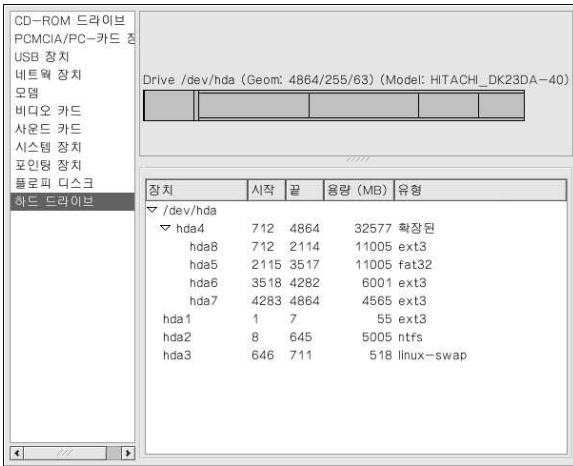 CD-ROM 드라이브
PCMCIA/PC-카드 장
USB 장치
네트웍 장치
모뎀
비디오 카드
사운드 카드
시스템 장치
포인팅 장치
플로피 디스크
하드 드라이브
Drive /dev/hda (Geom: 4864/255/63) (Model: HITACHI_DK23DA-40)
장치 시작 끝 용량 (MB) 유형
/dev/hda
hda4 712 4864 32577 확장된
hda8 712 2114 11005 ext3
hda5 2115 3517 11005 fat32
hda6 3518 4282 6001 ext3
hda7 4283 4864 4565 ext3
hda1 1 7 55 ext3
hda2 8 645 5005 ntfs
hda3 646 711 518 linux-swap